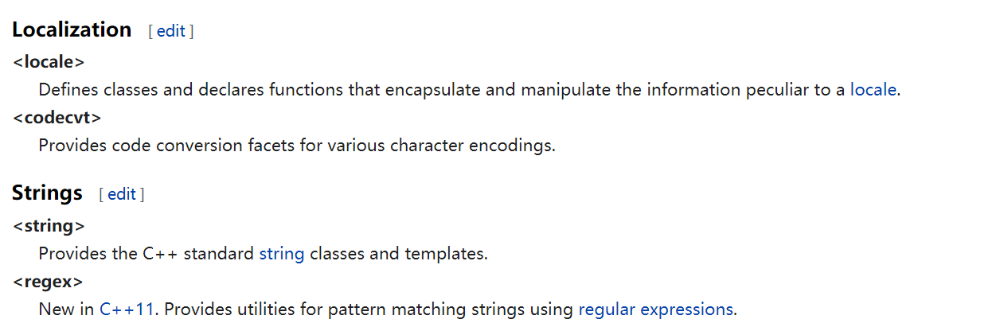 Localization [ edit ]
<locale>
Defines classes and declares functions that encapsulate and manipulate the information peculiar to a locale.
<codecvt>
Provides code conversion facets for various character encodings.
Strings [ edit ]
<string>
Provides the C++ standard string classes and templates.
<regex>
New in C++11. Provides utilities for pattern matching strings using regular expressions.